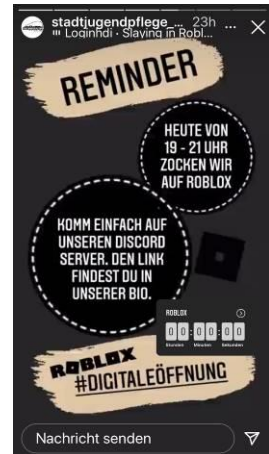 stadtjugendpflege_... 23h
Loginhdi · Slaying in Robl...
REMINDER
HEUTE VON
19 - 21 UHR
ZOCKEN WIR
AUF ROBLOX
KOMM EINFACH AUF
UNSEREN DISCORD
SERVER. DEN LINK
FINDEST DU IN
UNSERER BIO.
ROBLOX
00:00:00
Stunden Minuten Sekunden
ROBLOX
#DIGITALEÖFFNUNG
Nachricht senden